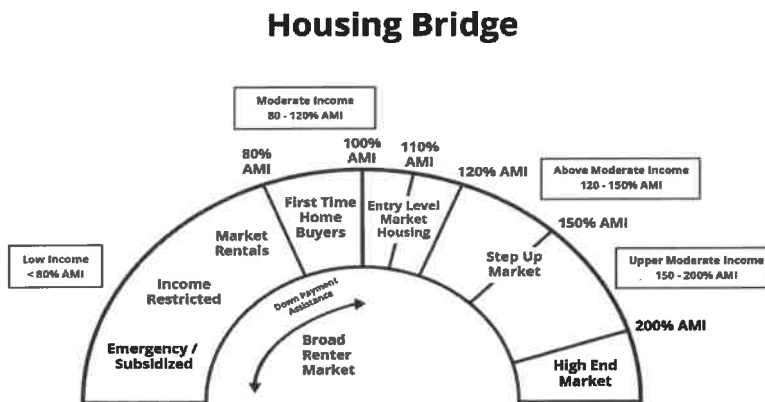 Housing Bridge
Moderate Income
80 - 120% AMI
80%
AMI
100%
AMI
110%
AMI
120% AMI
Above Moderate Income
120 - 150% AMI
150% AMI
Upper Moderate Income
150 - 200% AMI
200% AMI
Low Income
< 80% AMI
Emergency /
Subsidized
Income
Restricted
Market
Rentals
First Time
Home
Buyers
Entry Level
Market
Housing
Step Up
Market
High End
Market
Down Payment
Assistance
Broad
Renter
Market